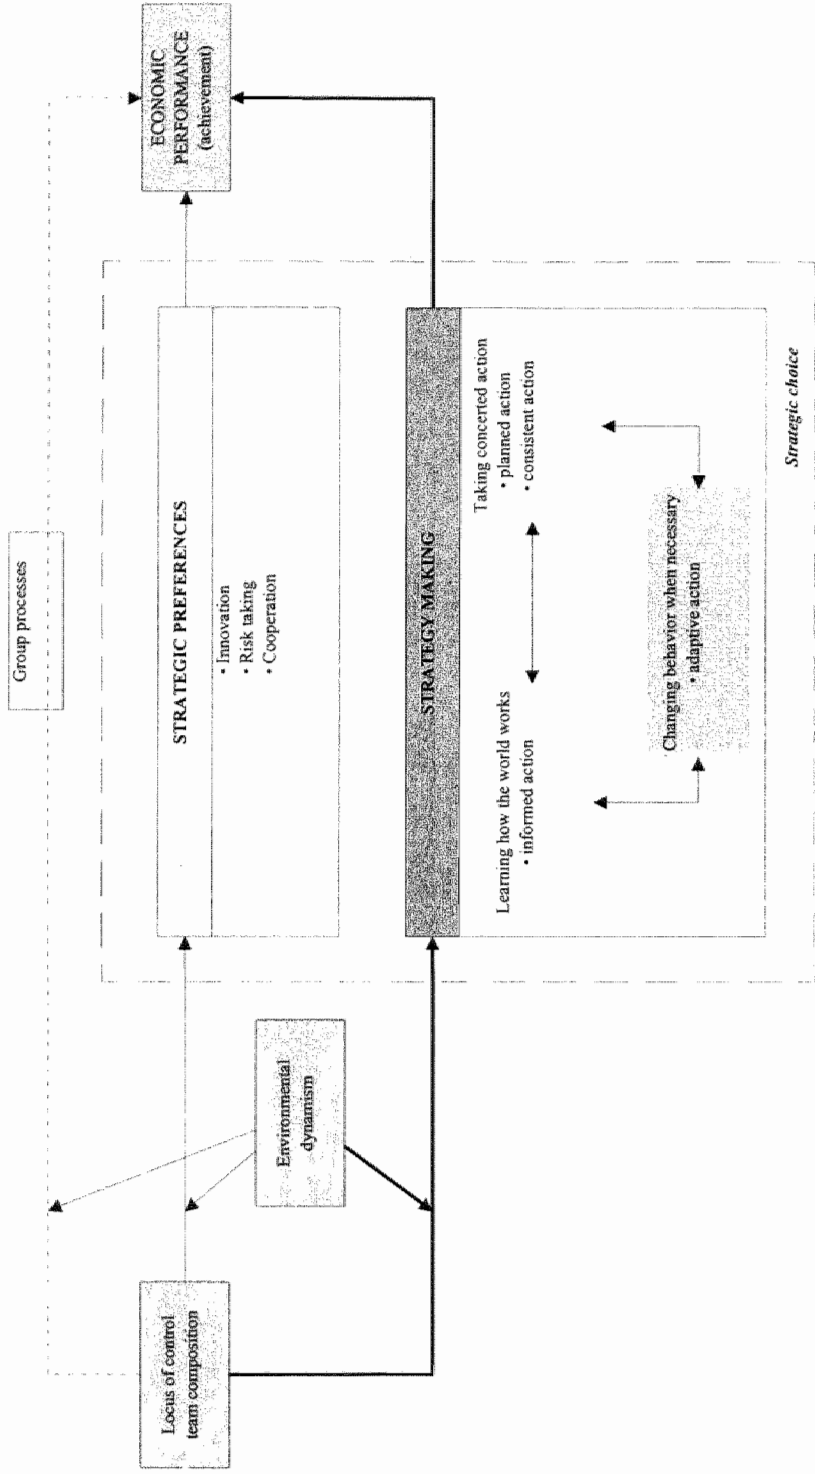 Group processes
Locus of control
team composition
Environmental
dynamism
STRATEGIC PREFERENCES
• Innovation
• Risk taking
• Cooperation
ECONOMIC
PERFORMANCE
(achievement)
STRATEGY MAKING
Learning how the world works
• informed action
Taking concerted action
• planned action
• consistent action
Changing behavior when necessary
• adaptive action
Strategic choice